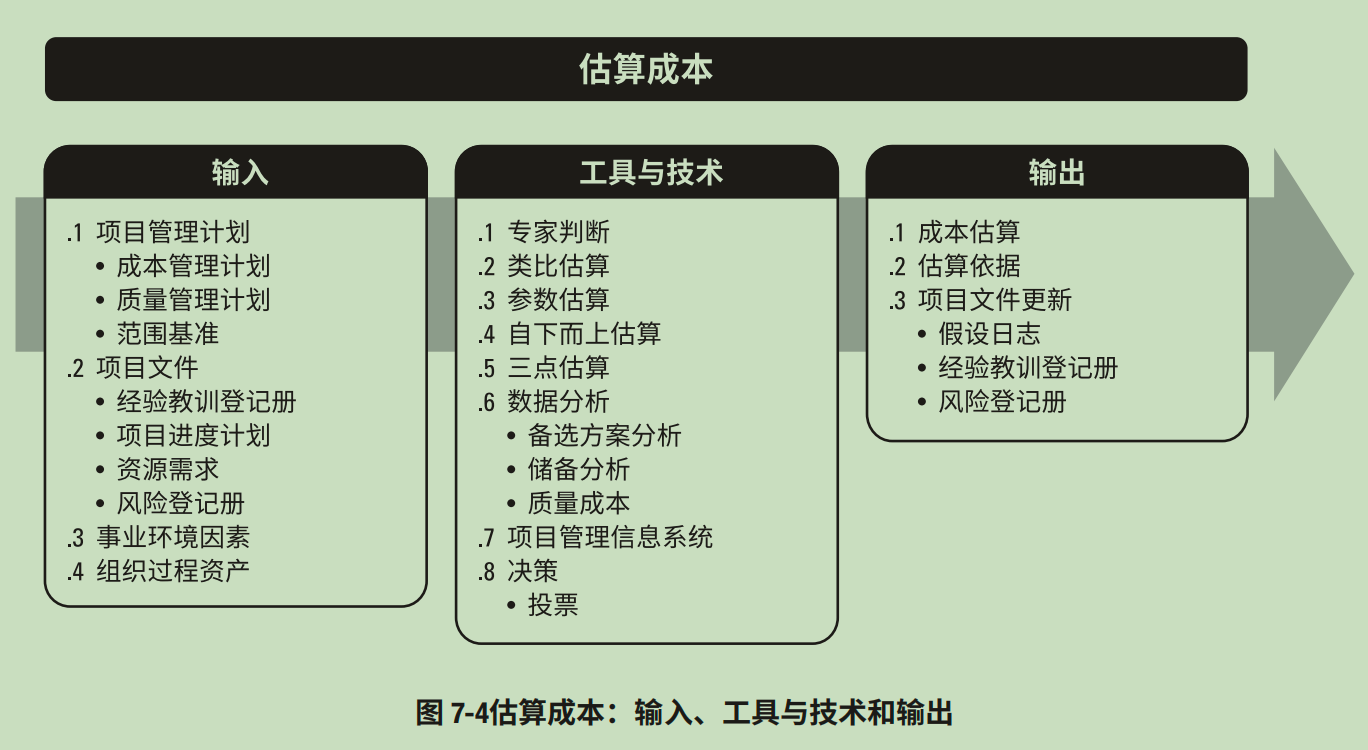 估算成本
输入
.1 项目管理计划
• 成本管理计划
• 质量管理计划
• 范围基准
.2 项目文件
• 经验教训登记册
• 项目进度计划
• 资源需求
• 风险登记册
.3 事业环境因素
.4 组织过程资产
工具与技术
.1 专家判断
.2 类比估算
.3 参数估算
.4 自下而上估算
.5 三点估算
.6 数据分析
• 备选方案分析
• 储备分析
• 质量成本
.7 项目管理信息系统
.8 决策
• 投票
输出
.1 成本估算
.2 估算依据
.3 项目文件更新
• 假设日志
• 经验教训登记册
• 风险登记册
图 7-4估算成本：输入、工具与技术和输出